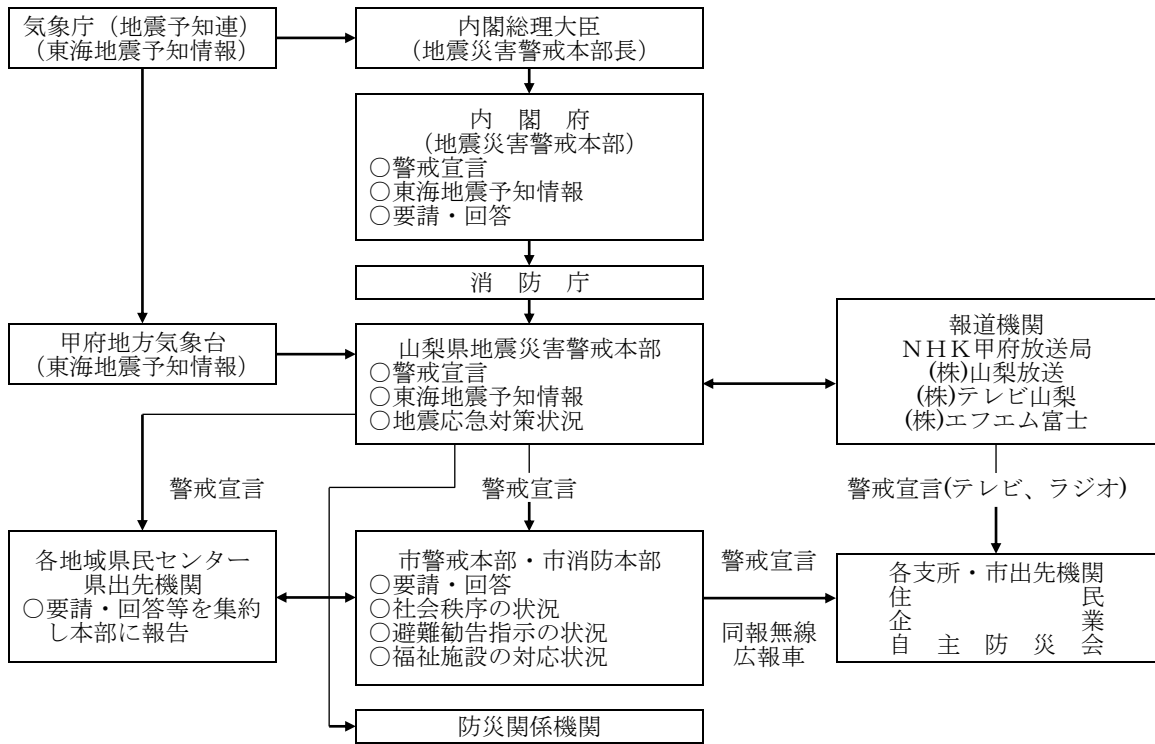 気象庁（地震予知連）
（東海地震予知情報）
内閣総理大臣
（地震災害警戒本部長）
内　閣　府
（地震災害警戒本部）
○警戒宣言
○東海地震予知情報
○要請・回答
消　防　庁
甲府地方気象台
（東海地震予知情報）
山梨県地震災害警戒本部
○警戒宣言
○東海地震予知情報
○地震応急対策状況
報道機関
ＮＨＫ甲府放送局
(株)山梨放送
(株)テレビ山梨
(株)エフエム富士
警戒宣言
警戒宣言
警戒宣言(テレビ、ラジオ)
各地域県民センター
県出先機関
○要請・回答等を集約
し本部に報告
市警戒本部・市消防本部
○要請・回答
○社会秩序の状況
○避難勧告指示の状況
○福祉施設の対応状況
警戒宣言
同報無線
広報車
各支所・市出先機関
住　　　　　　　民
企　　　　　　　業
自　主　防　災　会
防災関係機関